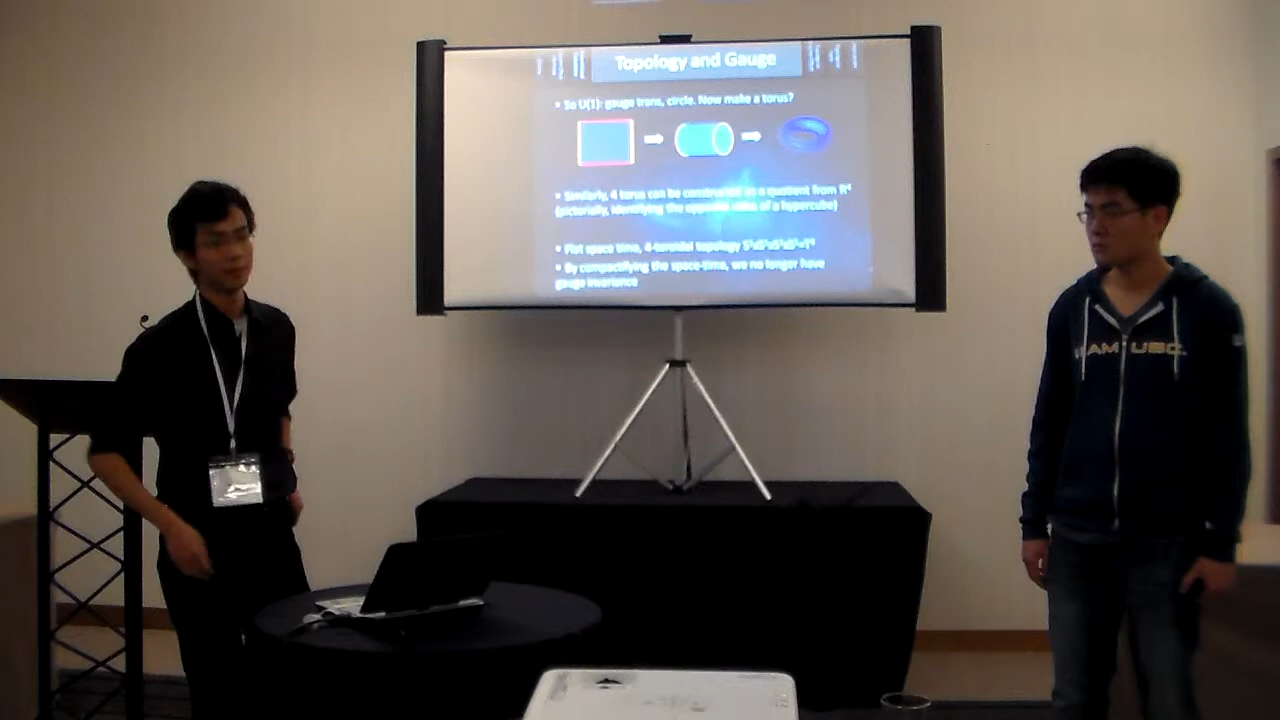 Topology and Gauge
• So U(1): gauge trans, circle. Now make a torus?
• Similarly, 4 torus can be constructed as a quotient from R⁴
(pictorially, identifying the opposite sides of a hypercube)
• Flat space time, 4-toroidal topology S¹xS¹xS¹xS¹=T⁴
• By compactifying the space-time, we no longer have
gauge invariance